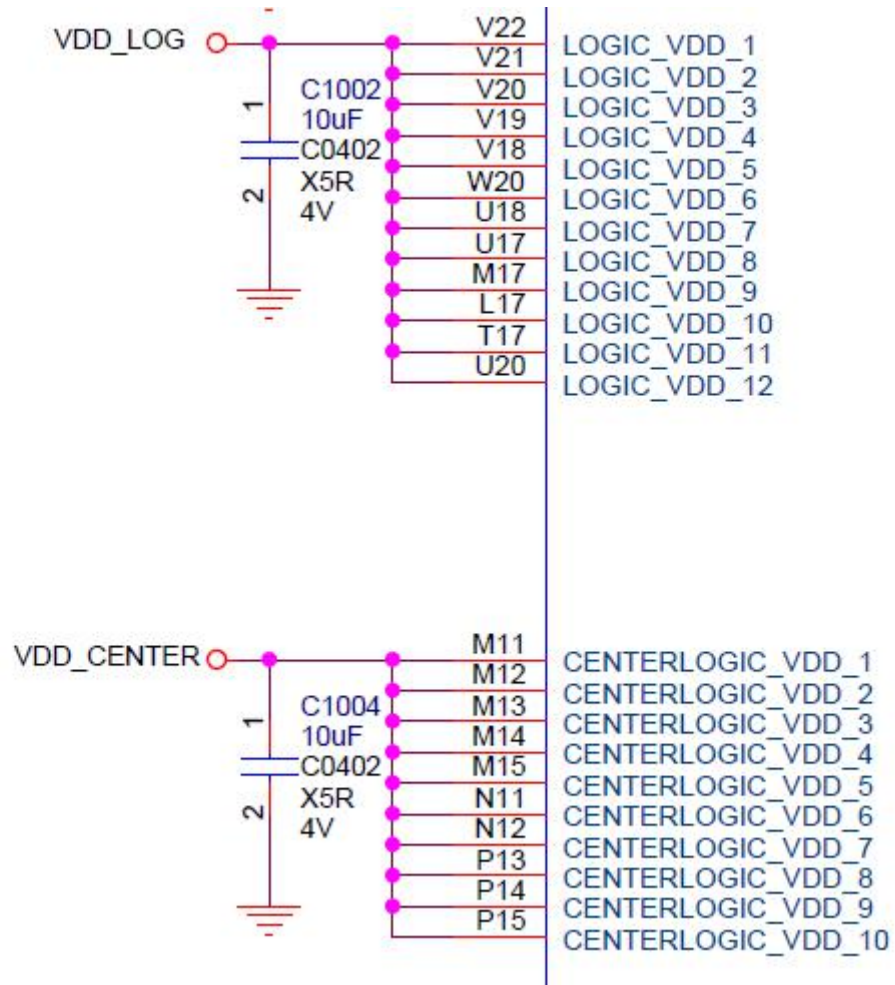 VDD_LOG
1
2
C1002
10uF
C0402
X5R
4V
V22 LOGIC_VDD_1
V21 LOGIC_VDD_2
V20 LOGIC_VDD_3
V19 LOGIC_VDD_4
V18 LOGIC_VDD_5
W20 LOGIC_VDD_6
U18 LOGIC_VDD_7
U17 LOGIC_VDD_8
M17 LOGIC_VDD_9
L17 LOGIC_VDD_10
T17 LOGIC_VDD_11
U20 LOGIC_VDD_12
VDD_CENTER
1
2
C1004
10uF
C0402
X5R
4V
M11 CENTERLOGIC_VDD_1
M12 CENTERLOGIC_VDD_2
M13 CENTERLOGIC_VDD_3
M14 CENTERLOGIC_VDD_4
M15 CENTERLOGIC_VDD_5
N11 CENTERLOGIC_VDD_6
N12 CENTERLOGIC_VDD_7
P13 CENTERLOGIC_VDD_8
P14 CENTERLOGIC_VDD_9
P15 CENTERLOGIC_VDD_10